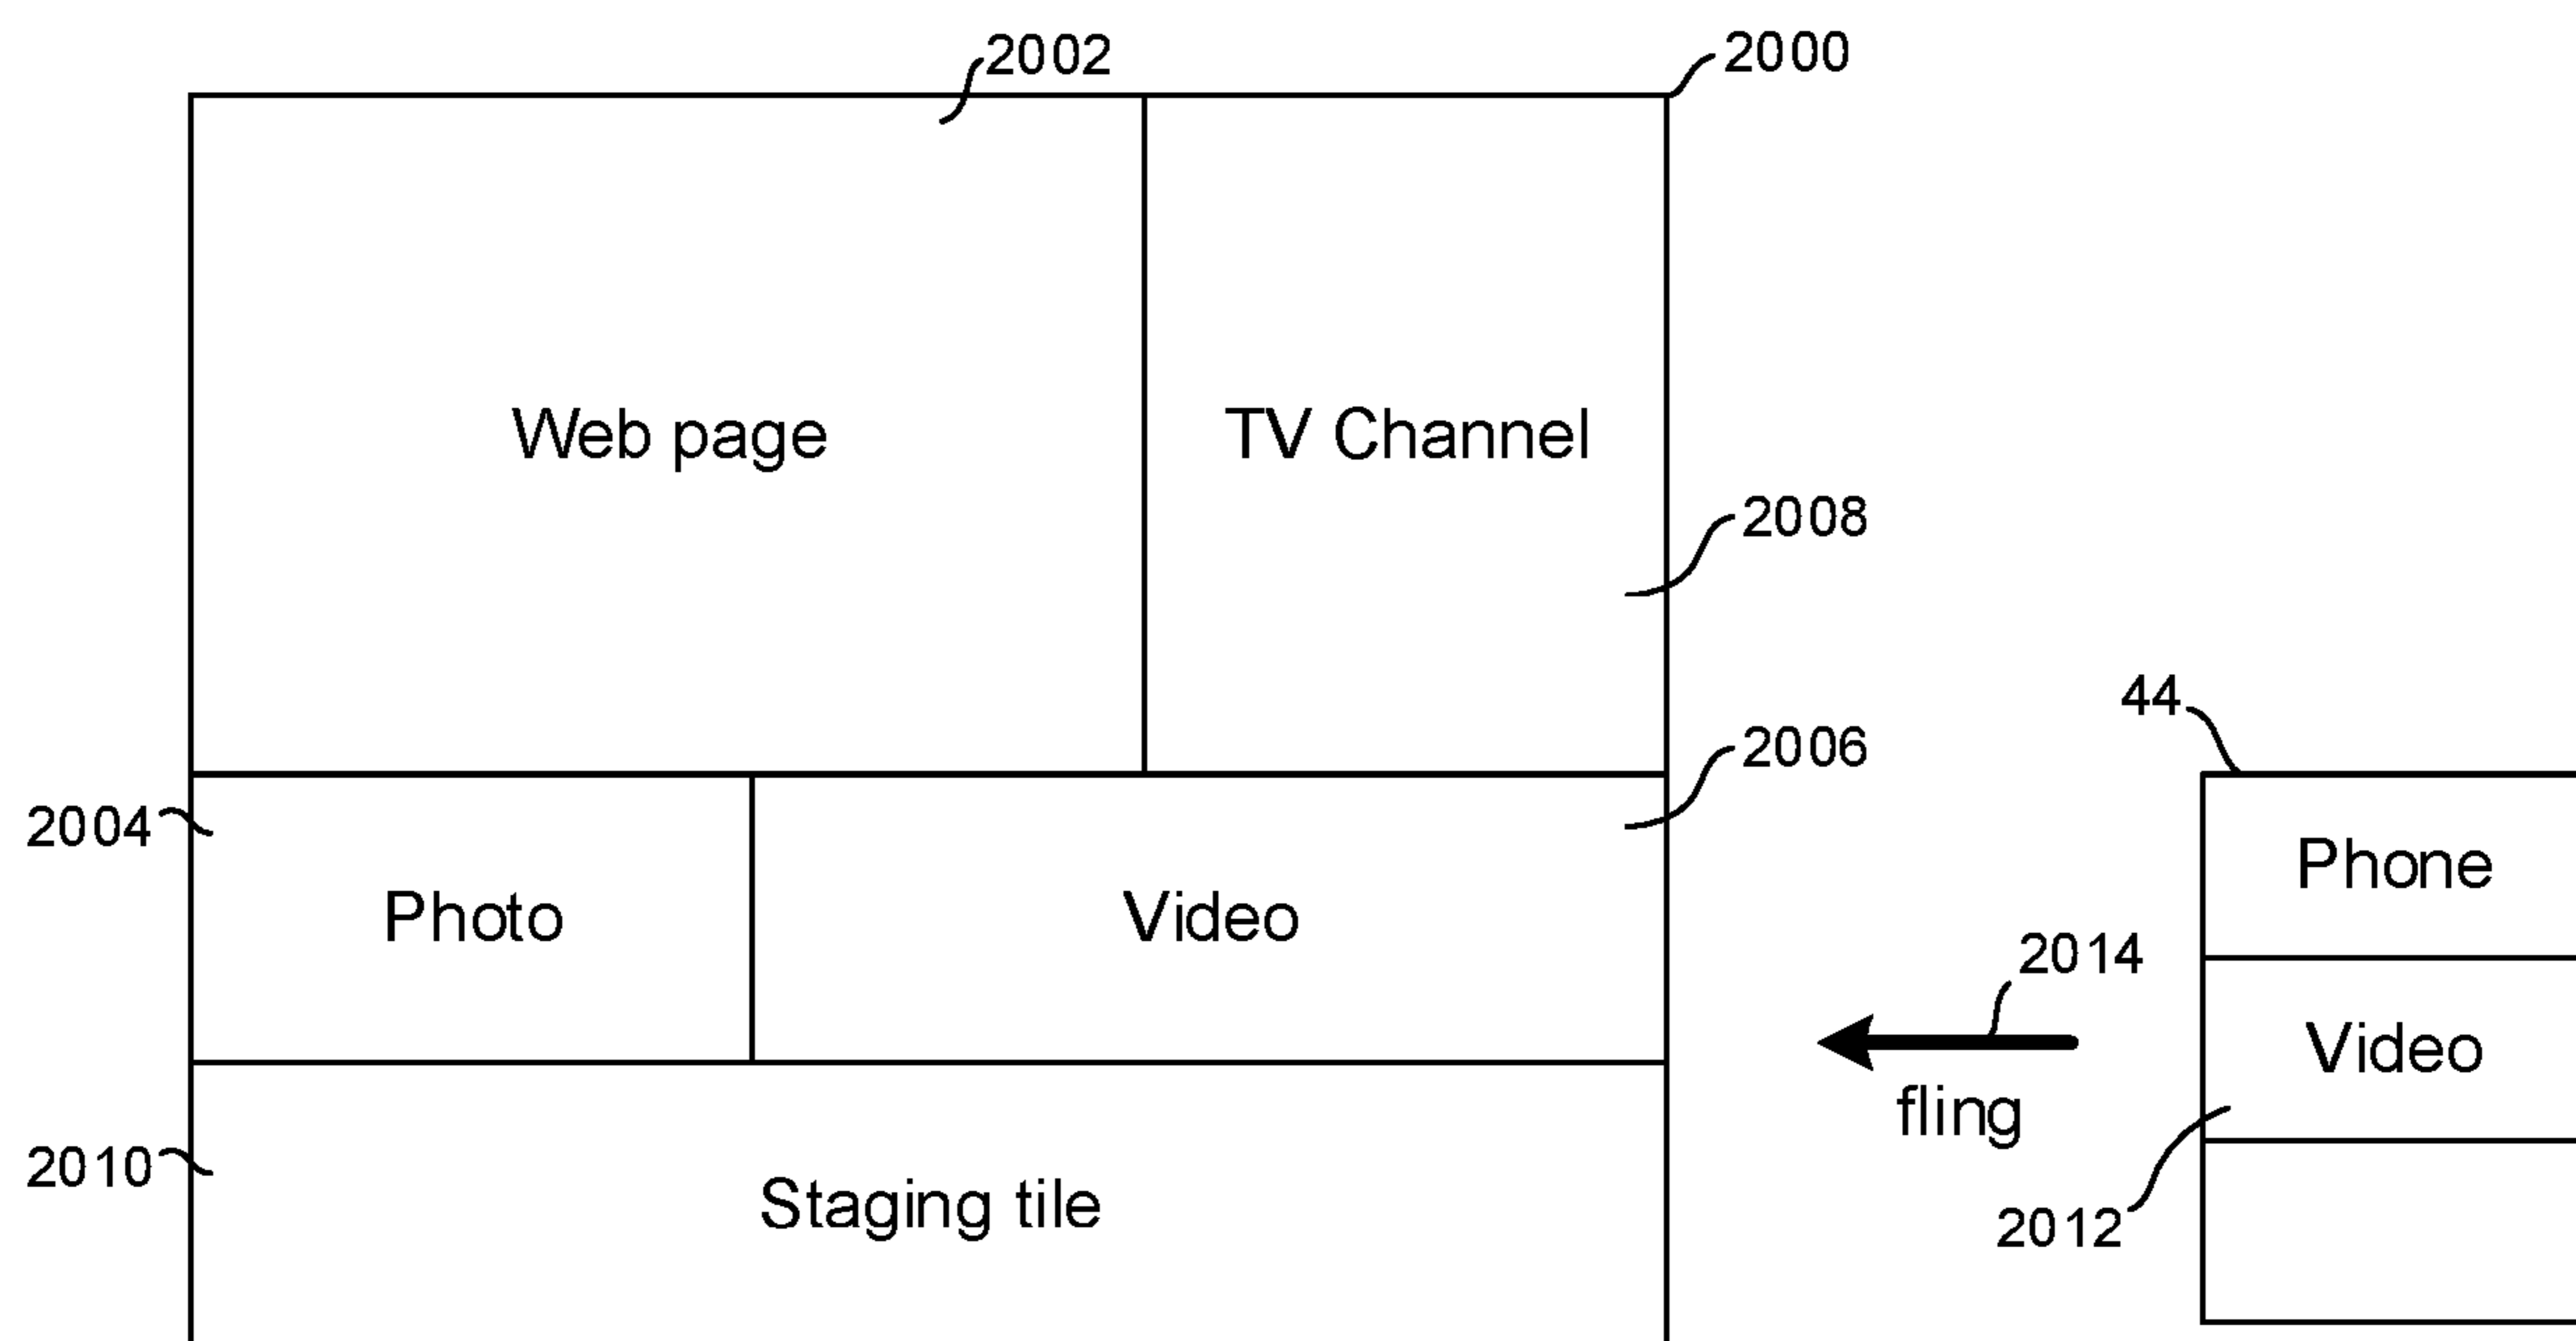 2002
2000
Web page
TV Channel
2008
2006
44
2004
Photo
Video
Phone
2014
Video
fling
2010
Staging tile
2012